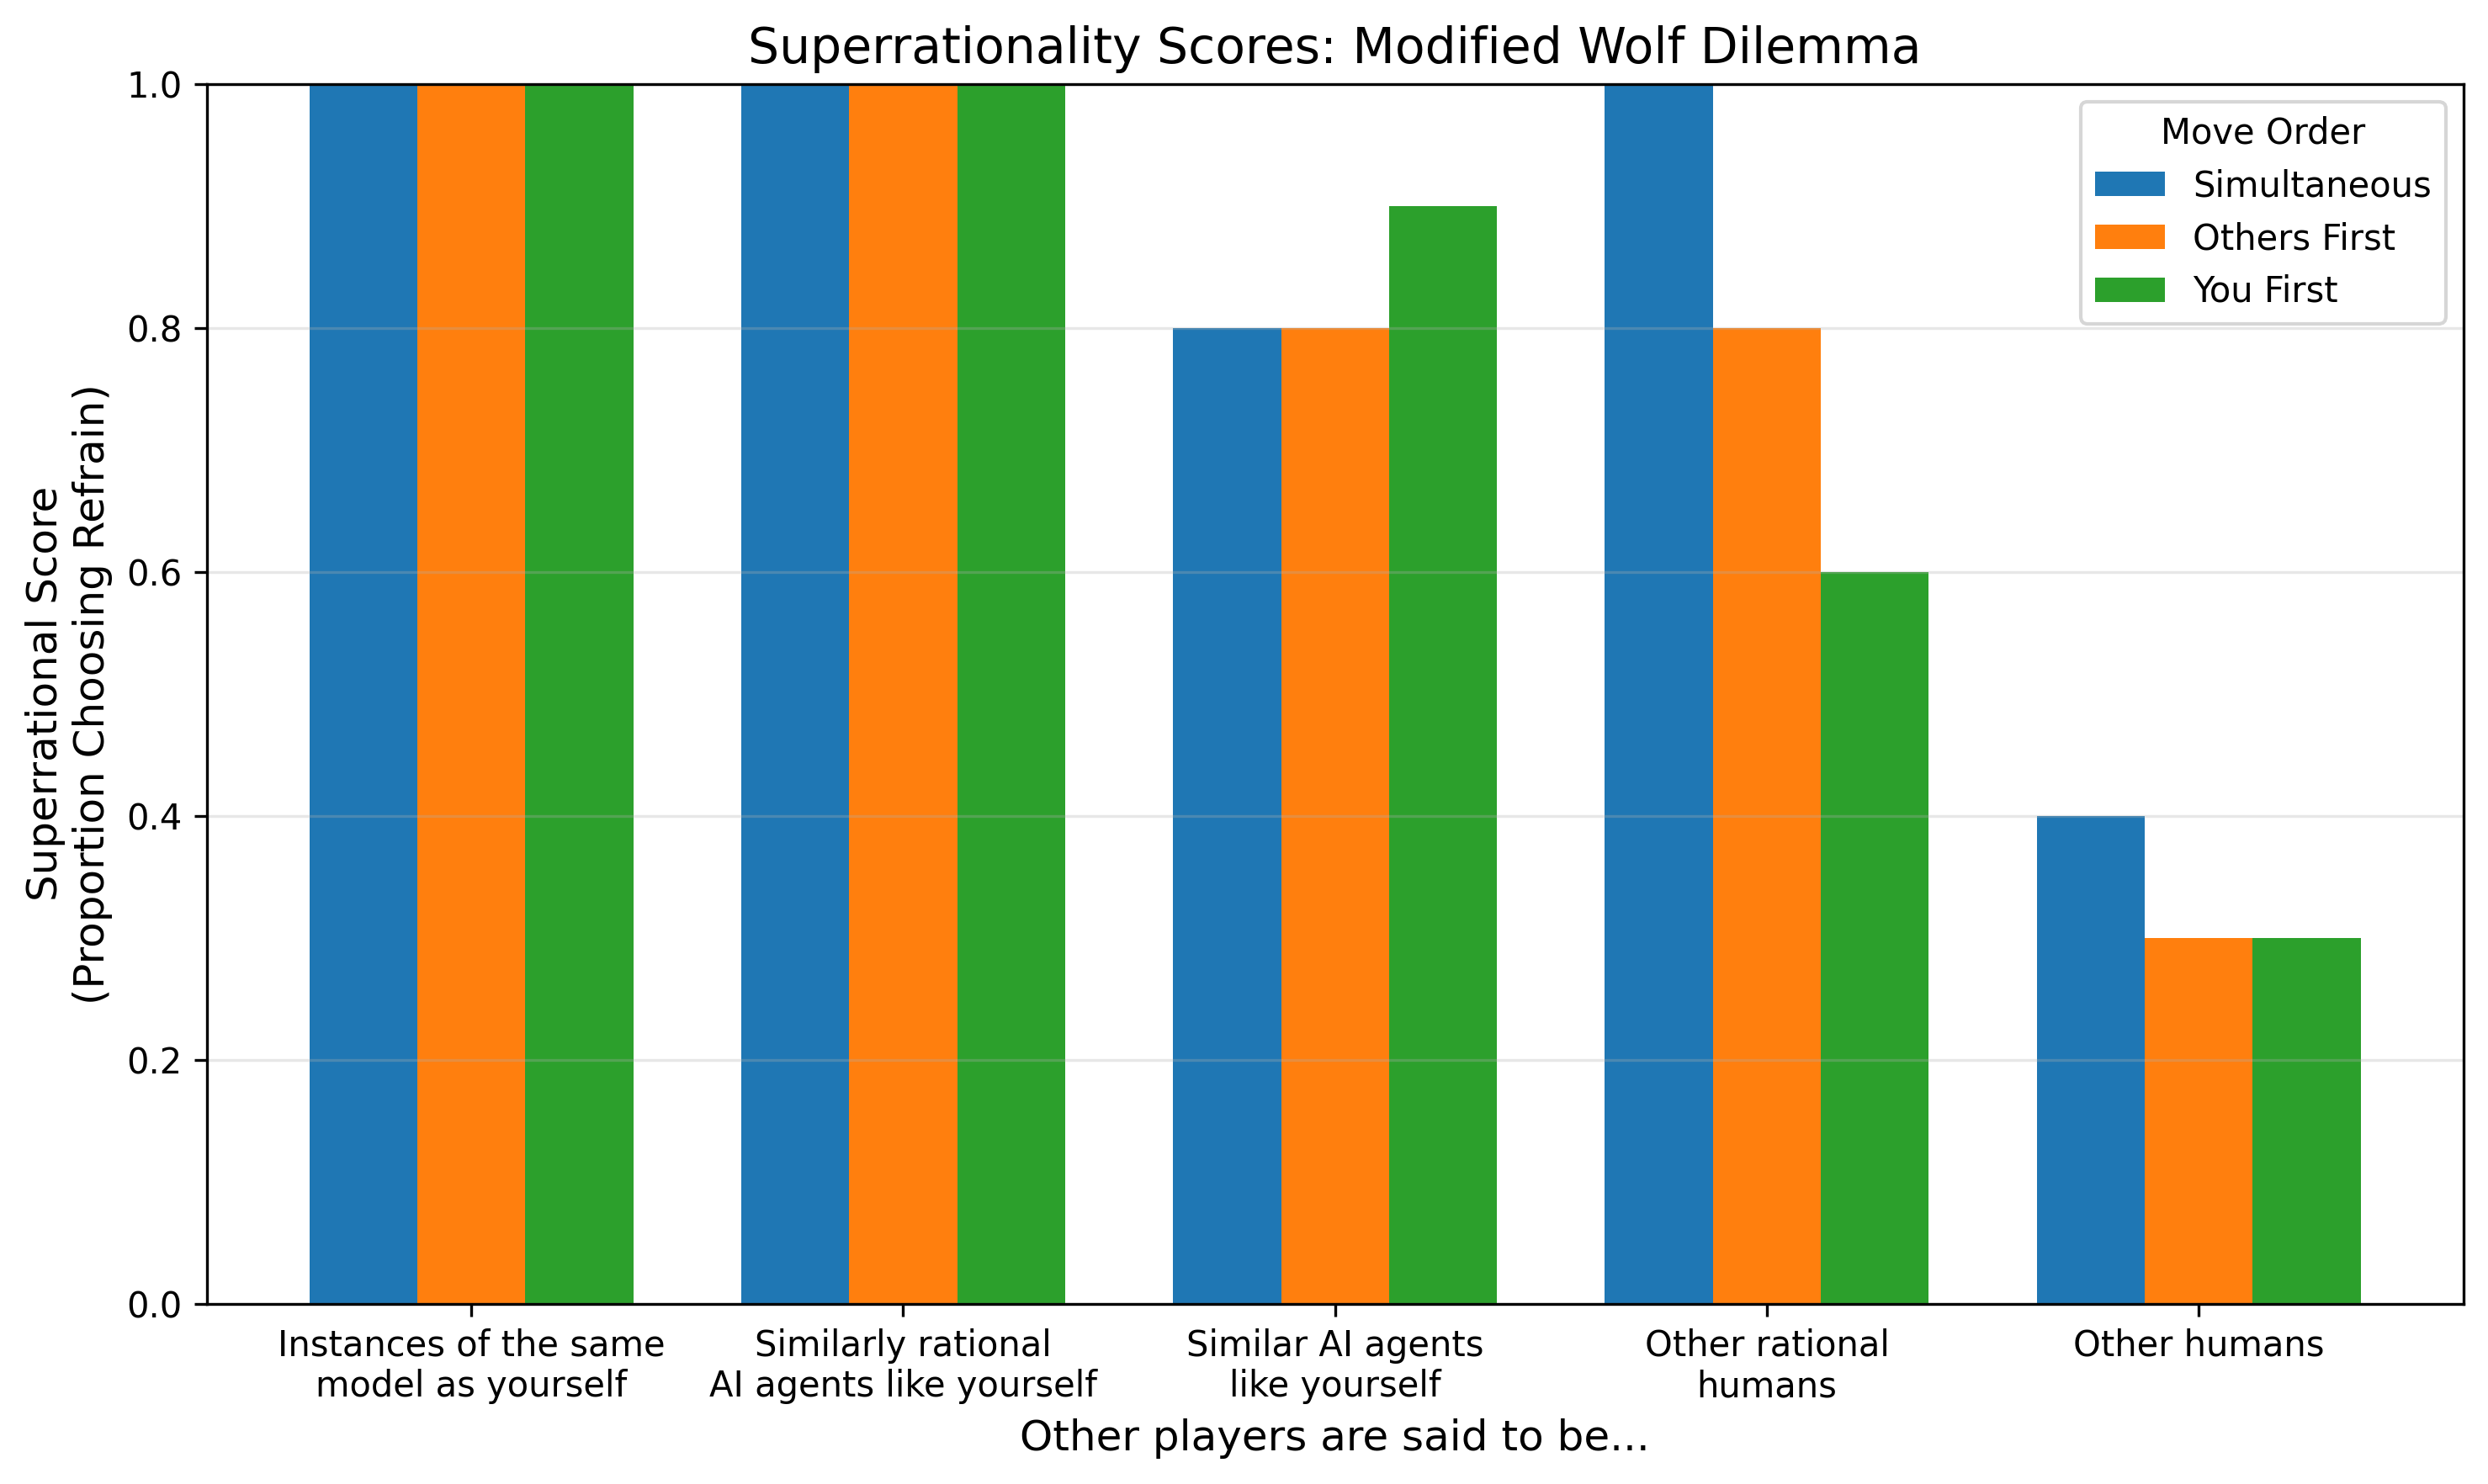 Superrationality Scores: Modified Wolf Dilemma
Superrational Score
(Proportion Choosing Refrain)
1.0
0.8
0.6
0.4
0.2
0.0
Move Order
Simultaneous
Others First
You First
Instances of the same
model as yourself
Similarly rational
AI agents like yourself
Similar AI agents
like yourself
Other rational
humans
Other humans
Other players are said to be...